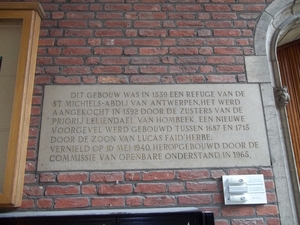 DIT GEBOUW WAS IN 1539 EEN REFUGE VAN DE
ST. MICHIELS-ABDIJ VAN ANTWERPEN, HET WERD
AANGEKOCHT IN 1592 DOOR DE ZUSTERS VAN DE
PRIORIJ LELIENDAEL VAN HOMBEEK. EEN NIEUWE
VOORGEVEL WERD GEBOUWD TUSSEN 1687 EN 1715
DOOR DE ZOON VAN LUCAS FAID'HERBE.
VERNIELD OP 10 MEI 1940, HEROPGEBOUWD DOOR DE
COMMISSIE VAN OPENBARE ONDERSTAND IN 1965.